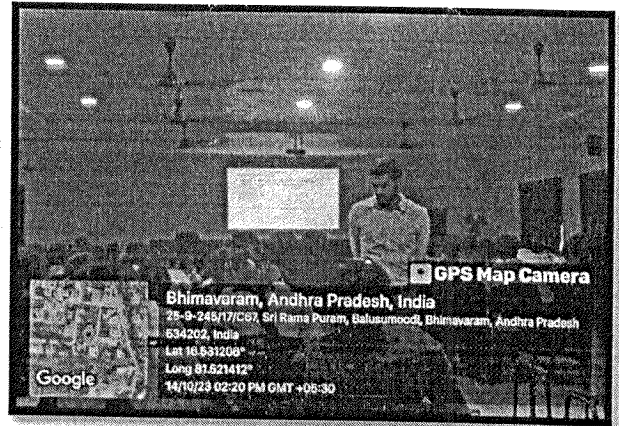 GPS Map Camera
Bhimavaram, Andhra Pradesh, India
25-9-245/17/C67, Sri Rama Puram, Balusumoodi, Bhimavaram, Andhra Pradesh
534202, India
Lat 16.531206°
Long 81.521412°
14/10/23 02:20 PM GMT +05:30
Google